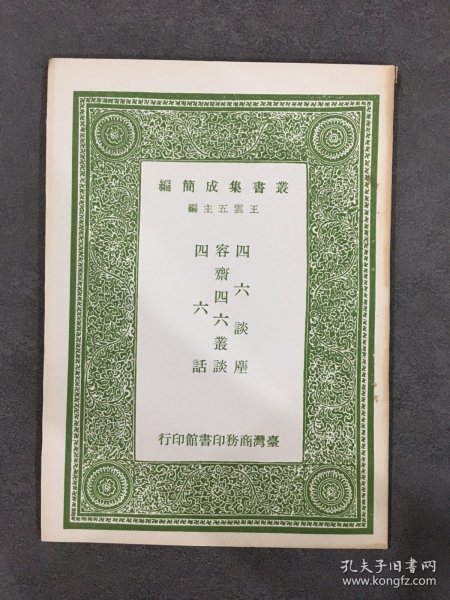 叢書集成簡編
王雲五主編
四六談麈
容齋四六叢談
四六話
臺灣商務印書館印行
孔夫子旧书网
www.kongfz.com